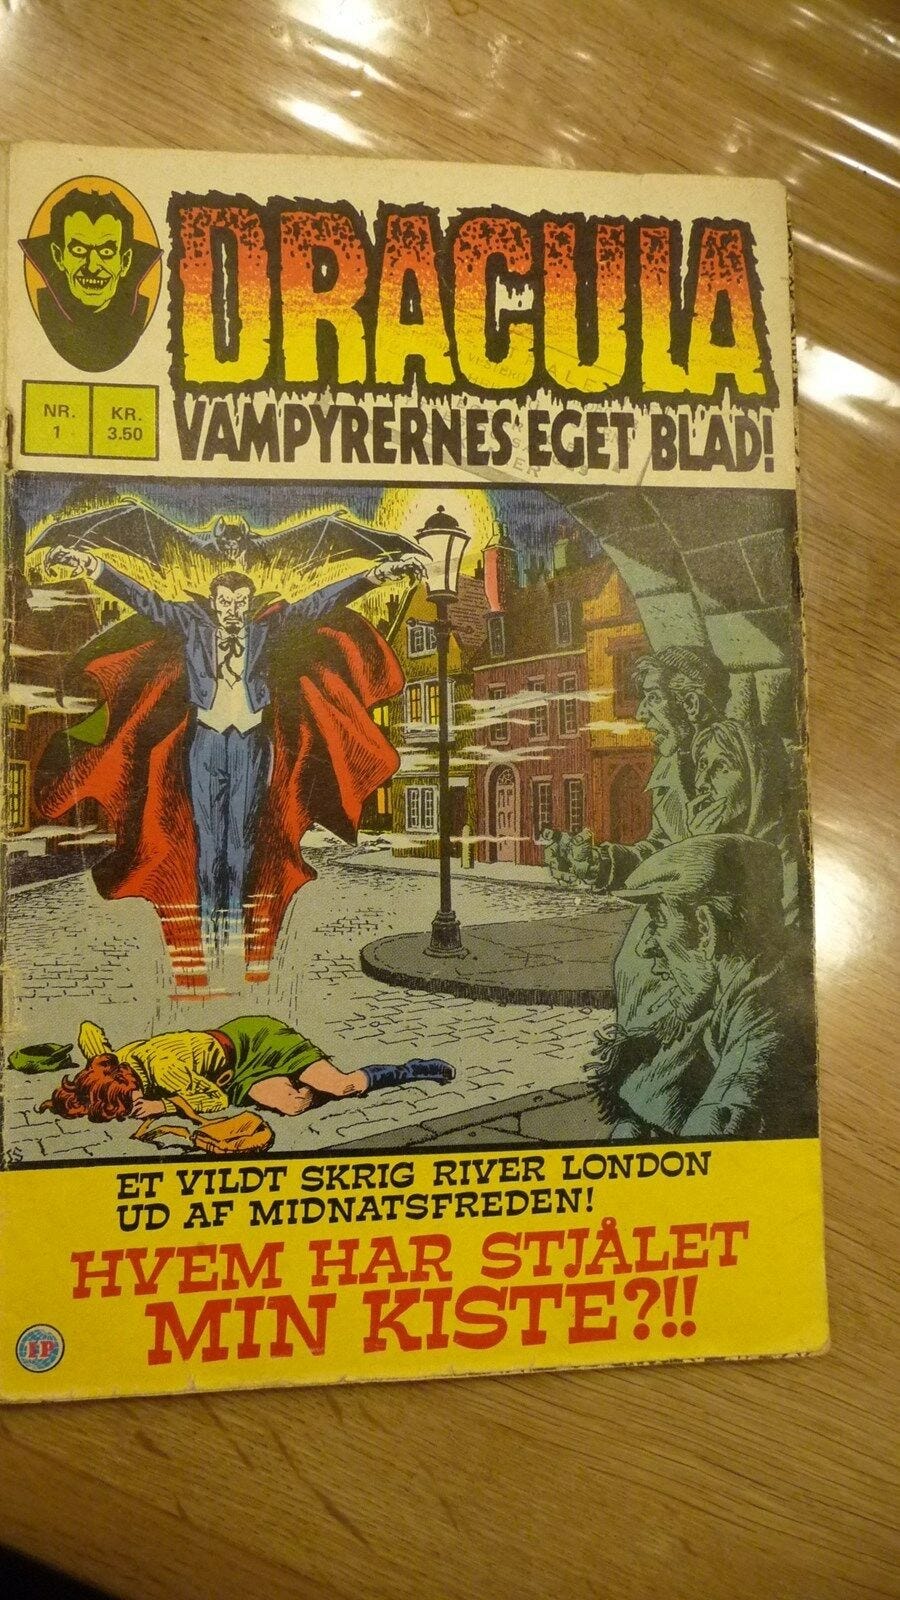 DRACULA
NR.
1
KR.
3.50
VAMPYRERNES EGET BLAD!
ET VILDT SKRIG RIVER LONDON
UD AF MIDNATSFREDEN!
HVEM HAR STJÅLET
MIN KISTE?!!
IP